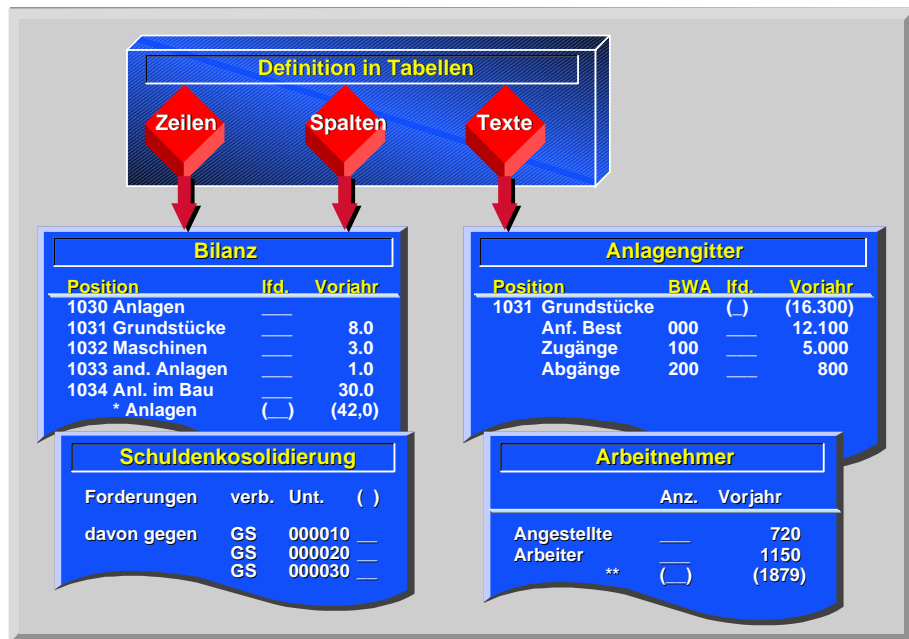 Definition in Tabellen
Zeilen Spalten Texte
Bilanz
Position lfd. Vorjahr
1030 Anlagen ___
1031 Grundstücke ___ 8.0
1032 Maschinen ___ 3.0
1033 and. Anlagen ___ 1.0
1034 Anl. im Bau ___ 30.0
* Anlagen (__) (42,0)
Anlagengitter
Position BWA lfd. Vorjahr
1031 Grundstücke (_) (16.300)
Anf. Best 000 ___ 12.100
Zugänge 100 ___ 5.000
Abgänge 200 ___ 800
Schuldenkosolidierung
Forderungen verb. Unt. ( )
davon gegen GS 000010 __
GS 000020 __
GS 000030 __
Arbeitnehmer
Anz. Vorjahr
Angestellte ___ 720
Arbeiter ___ 1150
** (__) (1879)